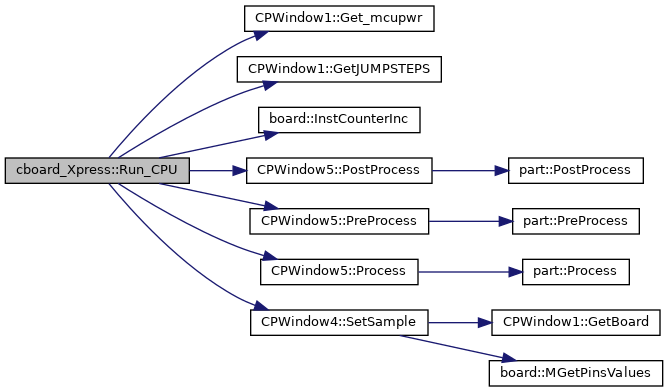 CPWindow1::Get_mcupwr
CPWindow1::GetJUMPSTEPS
board::InstCounterInc
cboard_Xpress::Run_CPU
CPWindow5::PostProcess
part::PostProcess
CPWindow5::PreProcess
part::PreProcess
CPWindow5::Process
part::Process
CPWindow4::SetSample
CPWindow1::GetBoard
board::MGetPinsValues